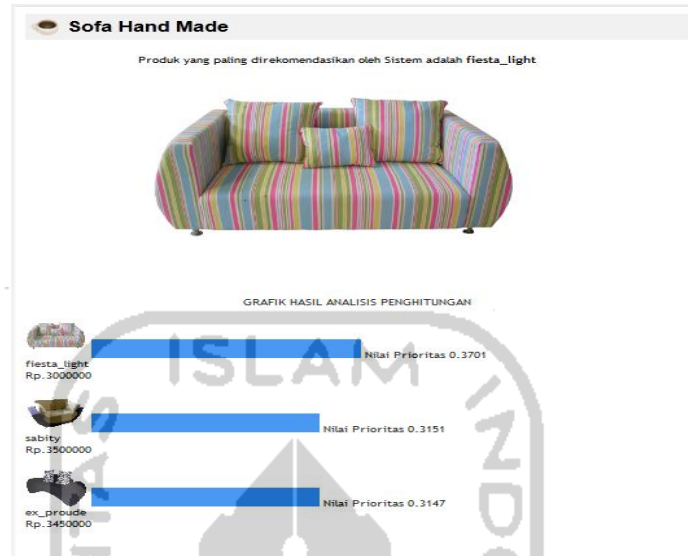 Sofa Hand Made
Produk yang paling direkomendasikan oleh Sistem adalah fiesta_light
GRAFIK HASIL ANALISIS PENGHITUNGAN
Nilai Prioritas 0.3701
fiesta_light
Rp.3000000
Nilai Prioritas 0.3151
sabity
Rp.3500000
Nilai Prioritas 0.3147
ex_proude
Rp.3450000
ISLAM